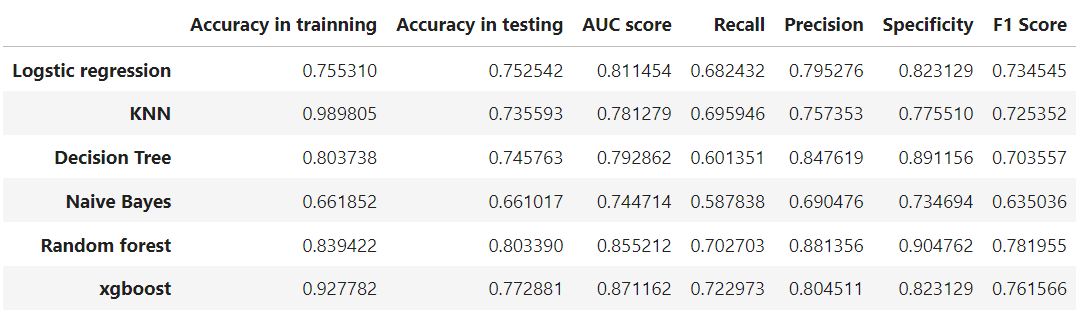 Accuracy in trainning Accuracy in testing AUC score Recall Precision Specificity F1 Score
Logstic regression 0.755310 0.752542 0.811454 0.682432 0.795276 0.823129 0.734545
KNN 0.989805 0.735593 0.781279 0.695946 0.757353 0.775510 0.725352
Decision Tree 0.803738 0.745763 0.792862 0.601351 0.847619 0.891156 0.703557
Naive Bayes 0.661852 0.661017 0.744714 0.587838 0.690476 0.734694 0.635036
Random forest 0.839422 0.803390 0.855212 0.702703 0.881356 0.904762 0.781955
xgboost 0.927782 0.772881 0.871162 0.722973 0.804511 0.823129 0.761566